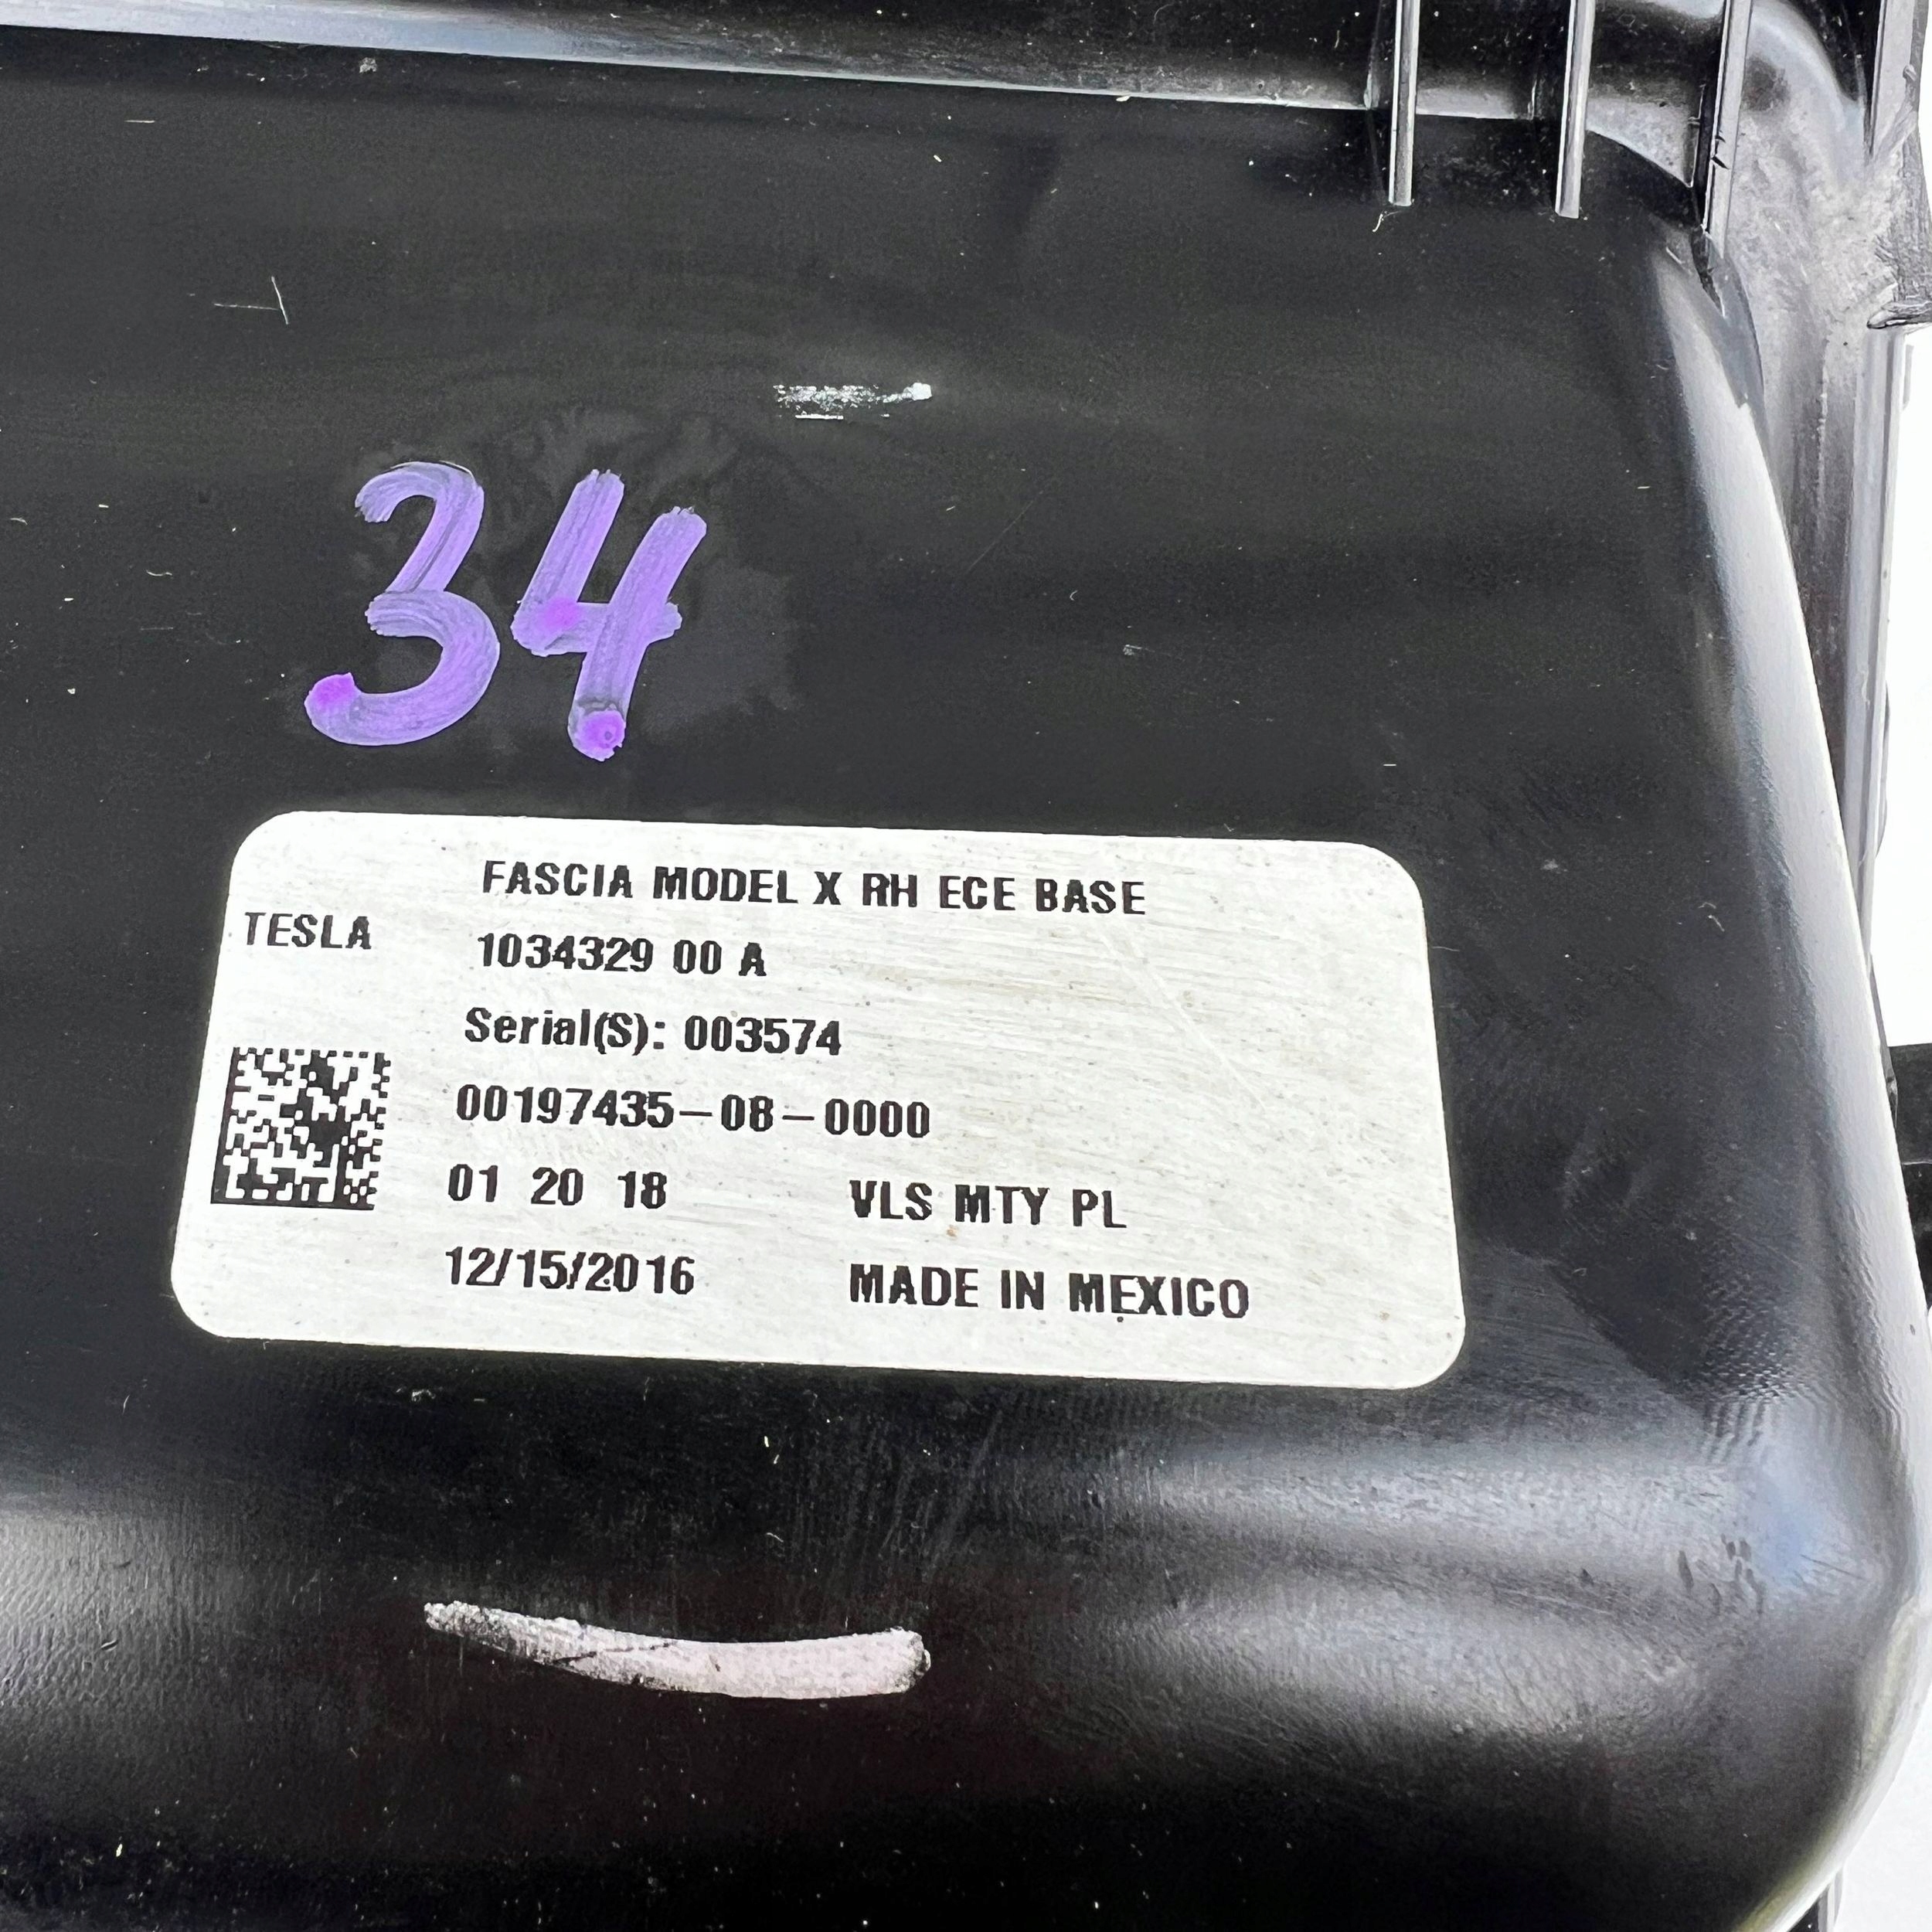 34
FASCIA MODEL X RH ECE BASE
TESLA
1034329 00 A
Serial(S): 003574
00197435-08-0000
01 20 18 VLS MTY PL
12/15/2016 MADE IN MEXICO